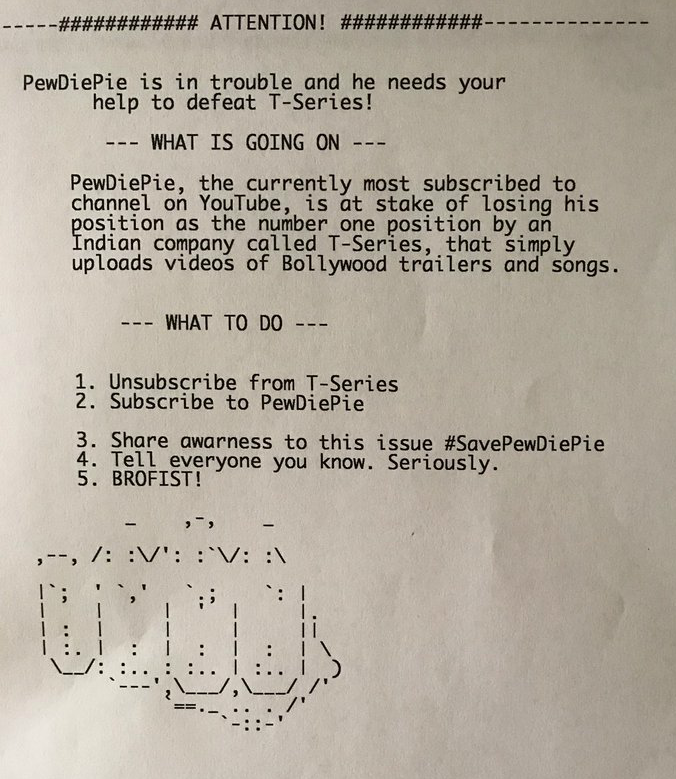 -----############ ATTENTION! ############--------------
PewDiePie is in trouble and he needs your
help to defeat T-Series!
--- WHAT IS GOING ON ---
PewDiePie, the currently most subscribed to
channel on YouTube, is at stake of losing his
position as the number one position by an
Indian company called T-Series, that simply
uploads videos of Bollywood trailers and songs.
--- WHAT TO DO ---
1. Unsubscribe from T-Series
2. Subscribe to PewDiePie
3. Share awarness to this issue #SavePewDiePie
4. Tell everyone you know. Seriously.
5. BROFIST!